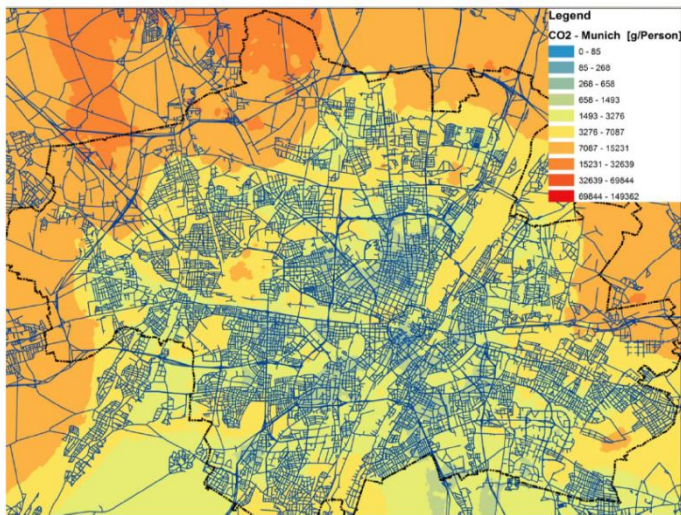 Legend
CO2 - Munich [g/Person]
0 - 85
85 - 268
268 - 658
658 - 1493
1493 - 3276
3276 - 7087
7087 - 15231
15231 - 32639
32639 - 69844
69844 - 149362